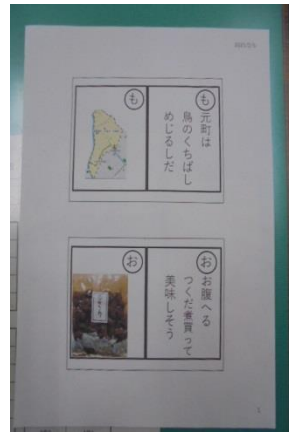 も
元町は
鳥のくちばし
めじるしだ
も
お
お腹へる
つくだ煮買って
美味しそう
お